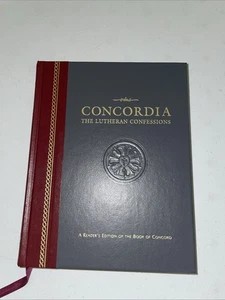 CONCORDIA
THE LUTHERAN CONFESSIONS
A READER'S EDITION OF THE BOOK OF CONCORD